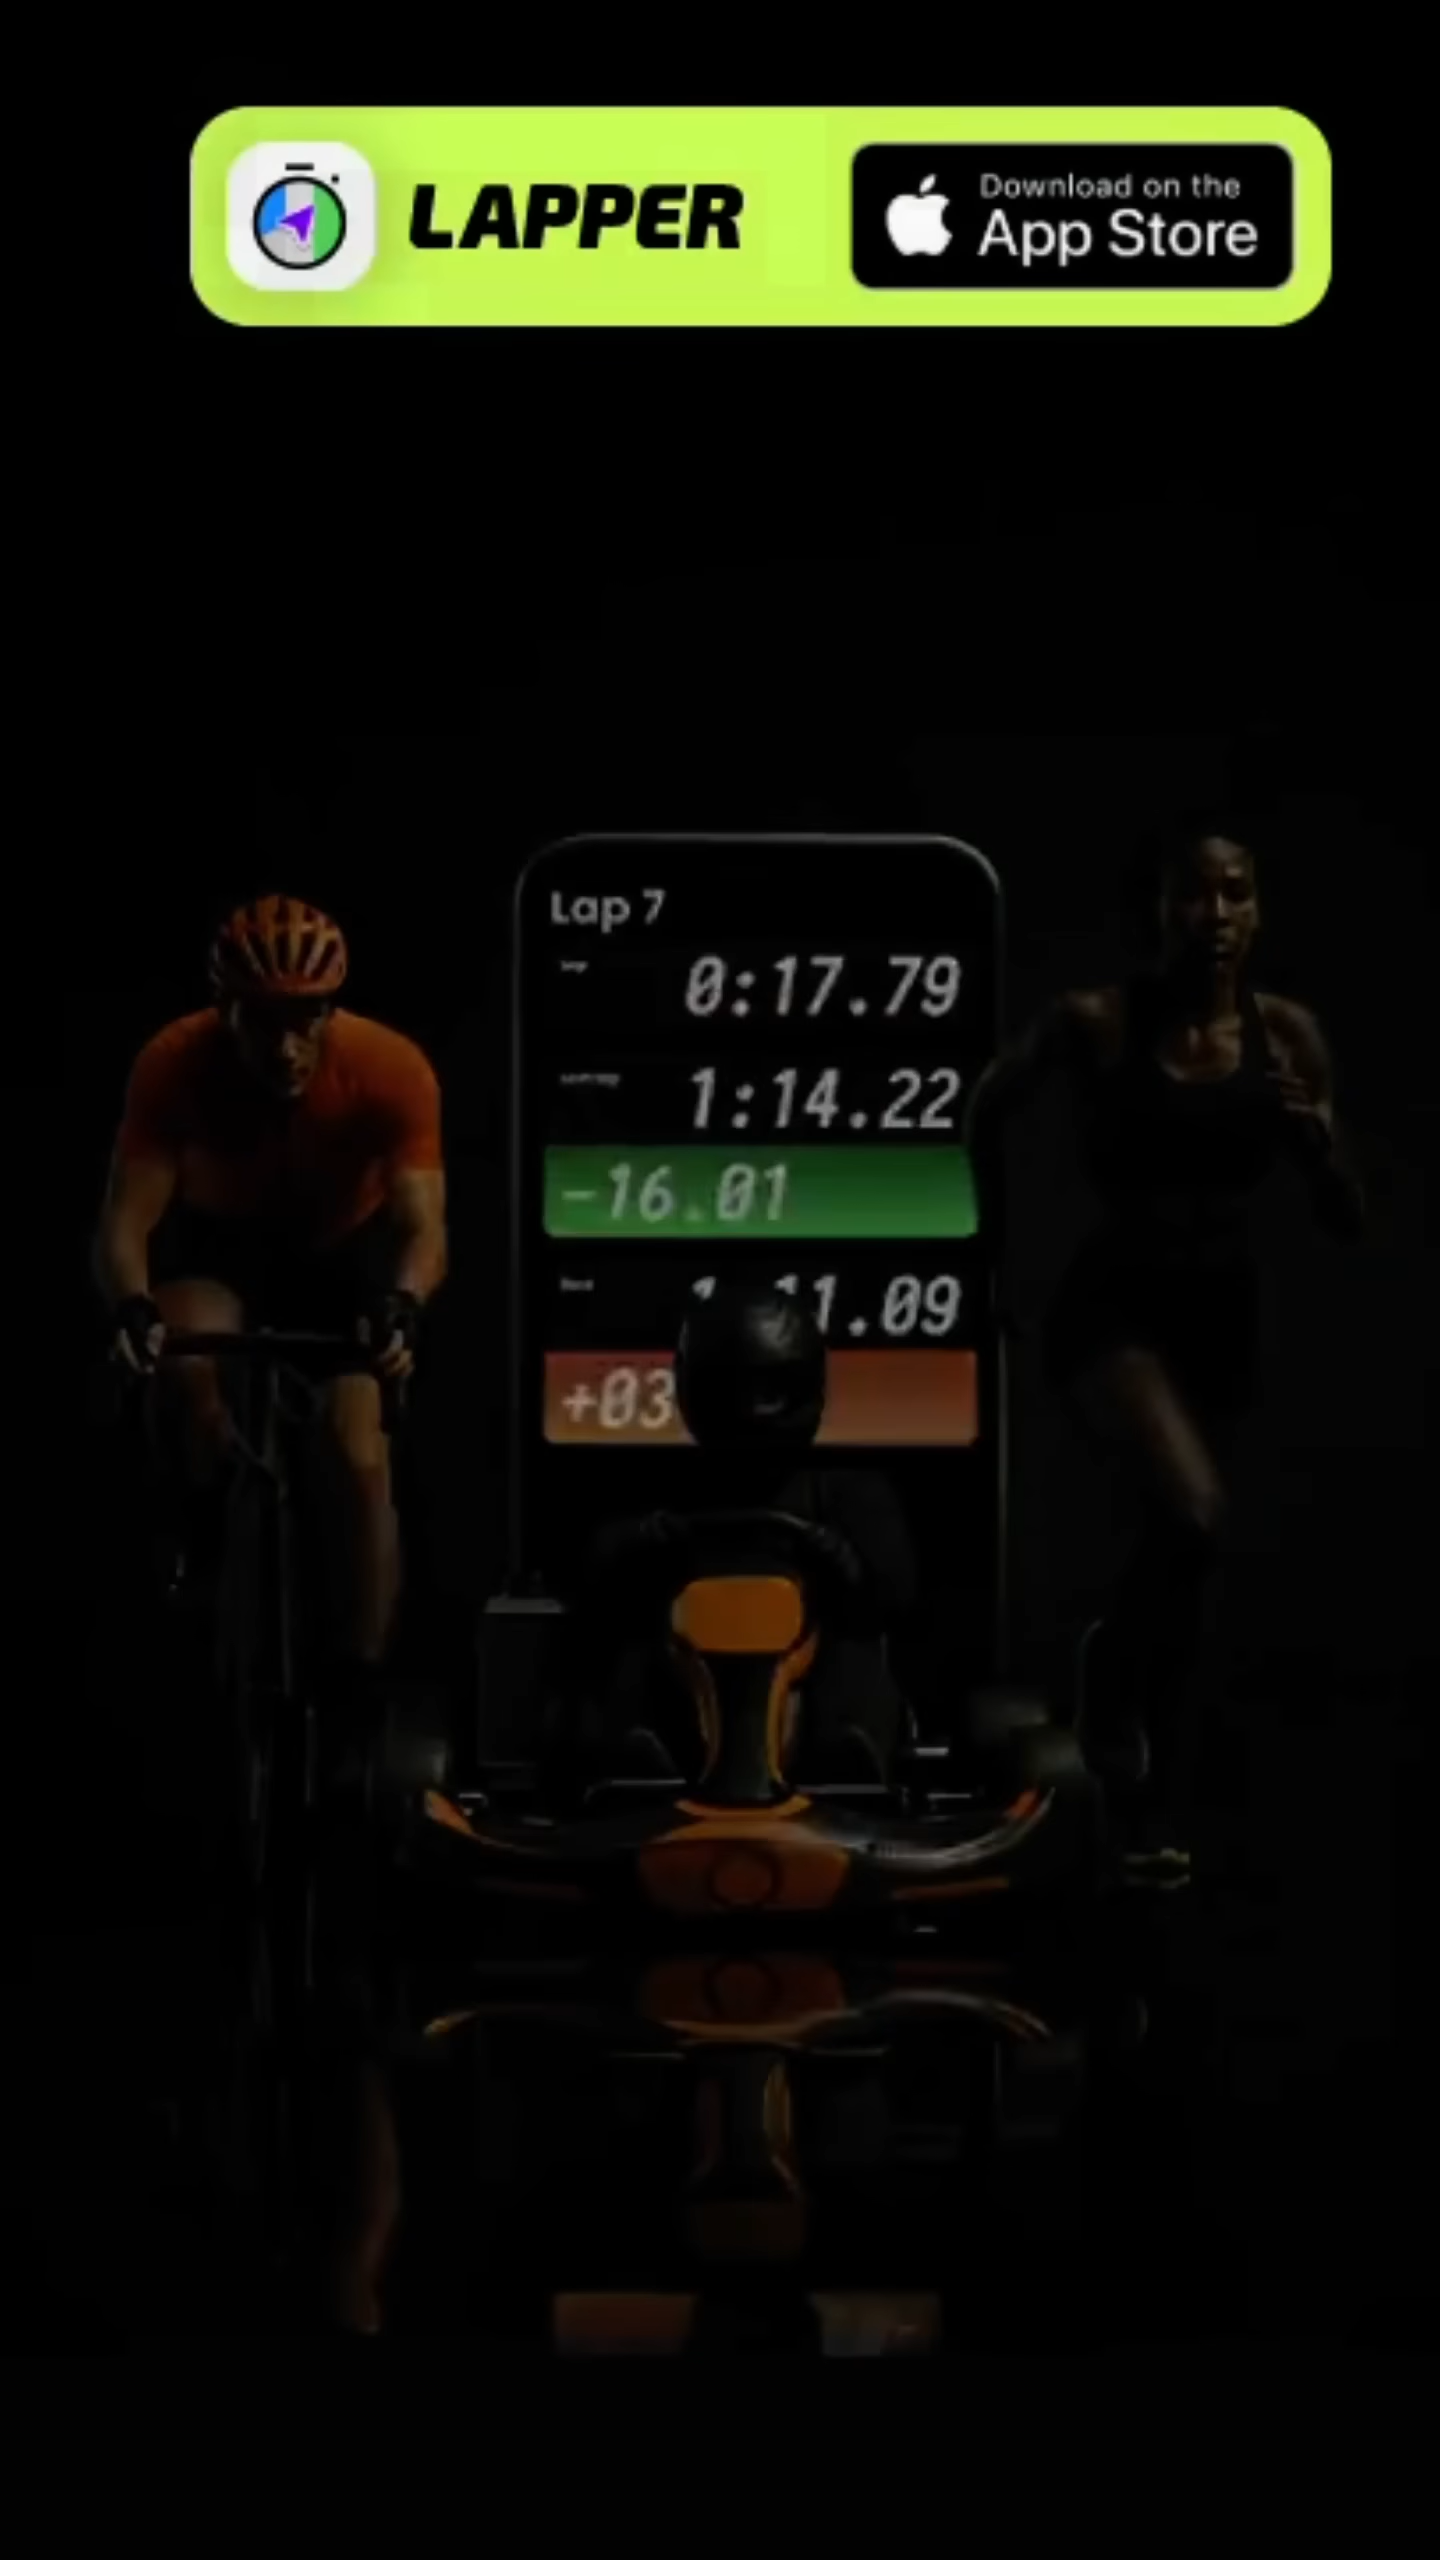 LAPPER
Download on the
App Store
Lap 7
0:17.79
1:14.22
-16.01
1.09
+03